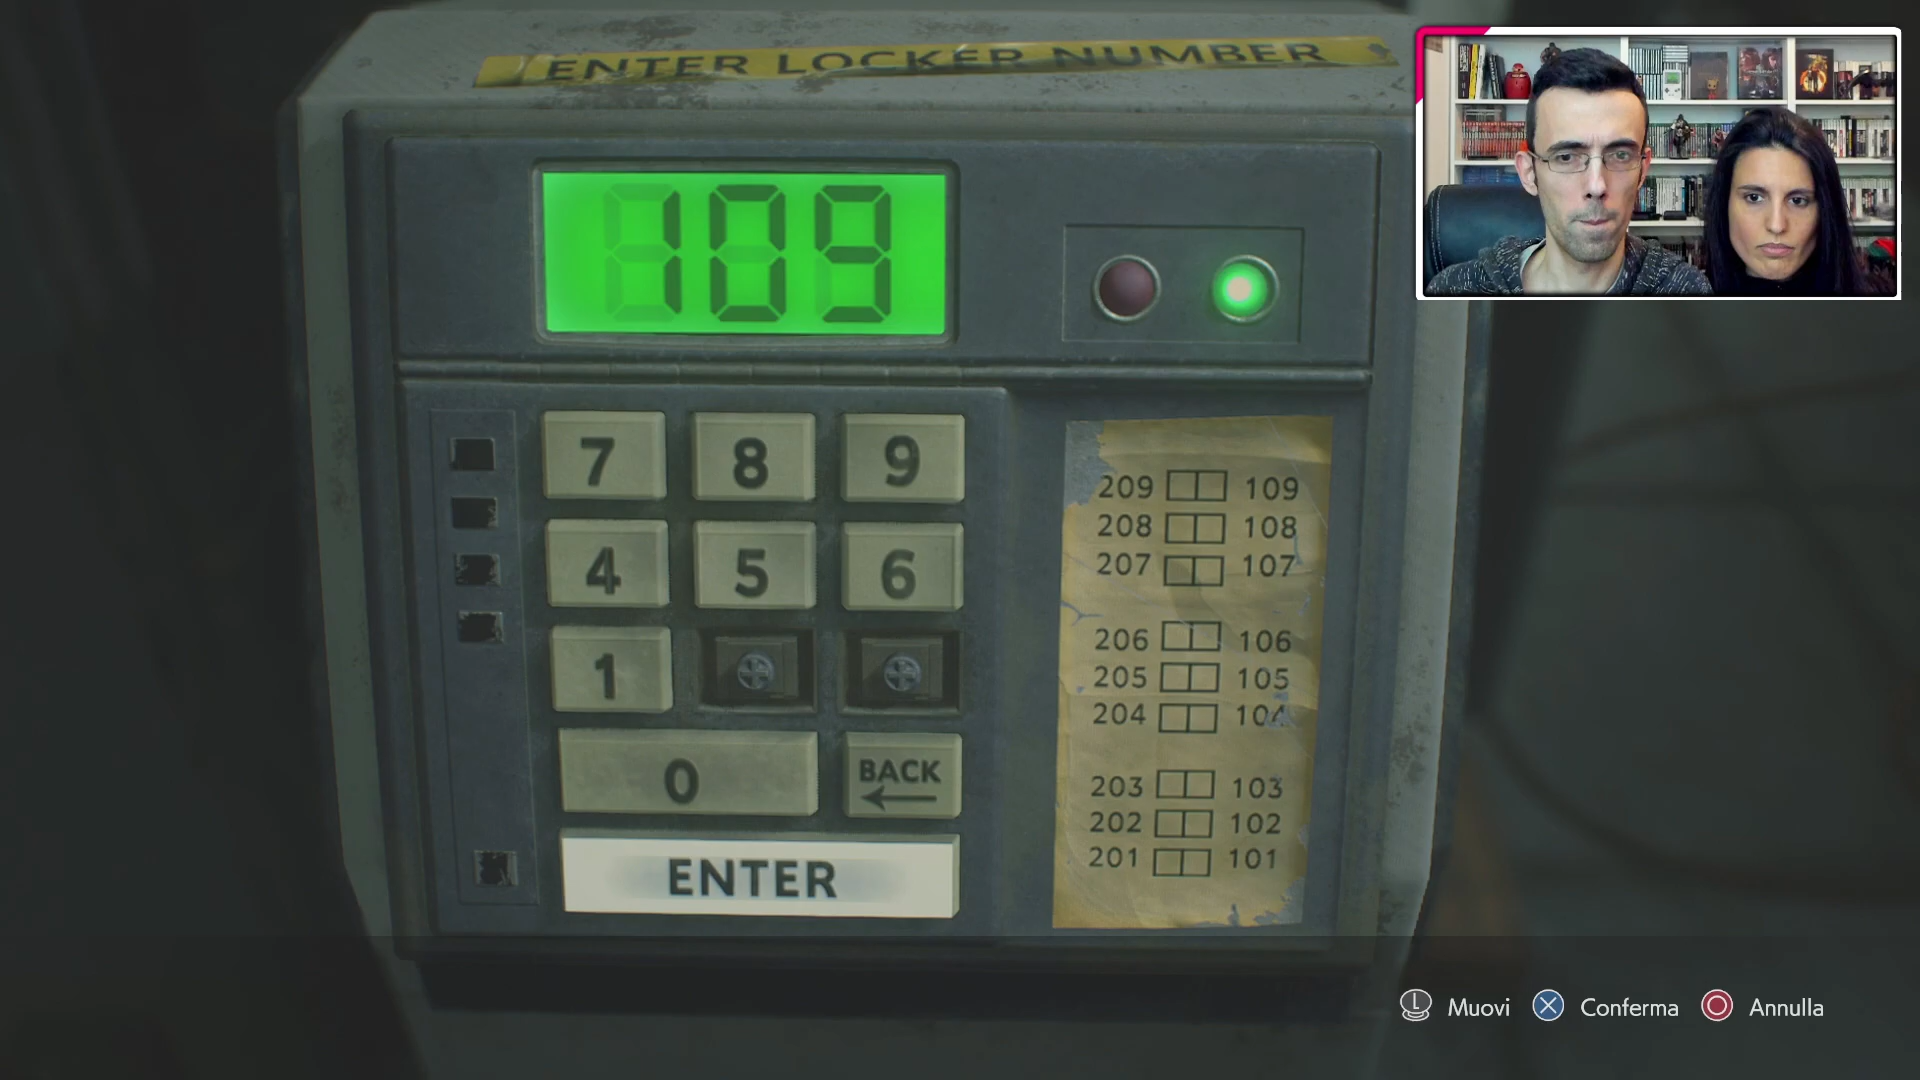 ENTER LOCKER NUMBER
109
7 8 9
4 5 6
1
0 BACK
ENTER
209 109
208 108
207 107
206 106
205 105
204 104
203 103
202 102
201 101
L Muovi Conferma Annulla